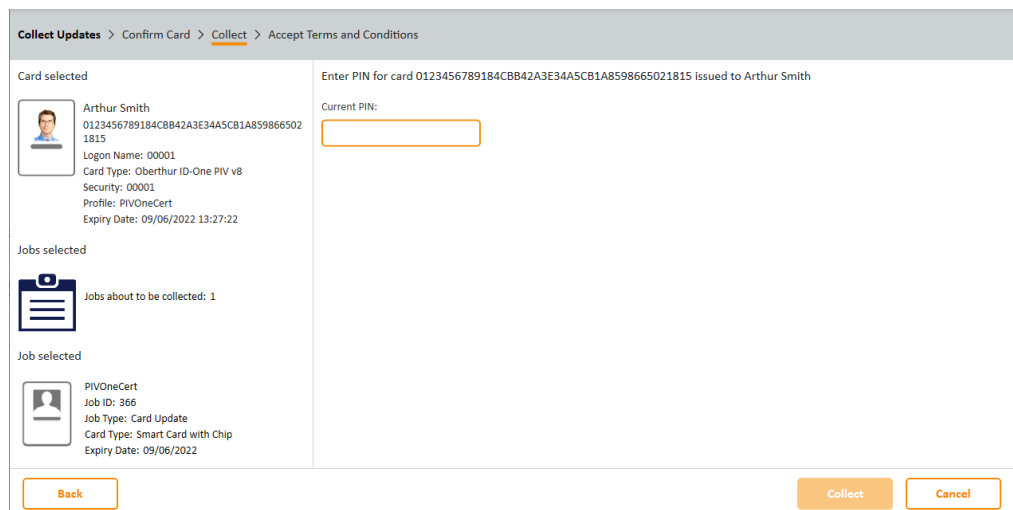 Collect Updates > Confirm Card > Collect > Accept Terms and Conditions
Card selected
Arthur Smith
0123456789184CBB42A3E34A5CB1A859866502
1815
Logon Name: 00001
Card Type: Oberthur ID-One PIV v8
Security: 00001
Profile: PIVOneCert
Expiry Date: 09/06/2022 13:27:22
Jobs selected
Jobs about to be collected: 1
Job selected
PIVOneCert
Job ID: 366
Job Type: Card Update
Card Type: Smart Card with Chip
Expiry Date: 09/06/2022
Enter PIN for card 0123456789184CBB42A3E34A5CB1A8598665021815 issued to Arthur Smith
Current PIN:
Back
Collect
Cancel